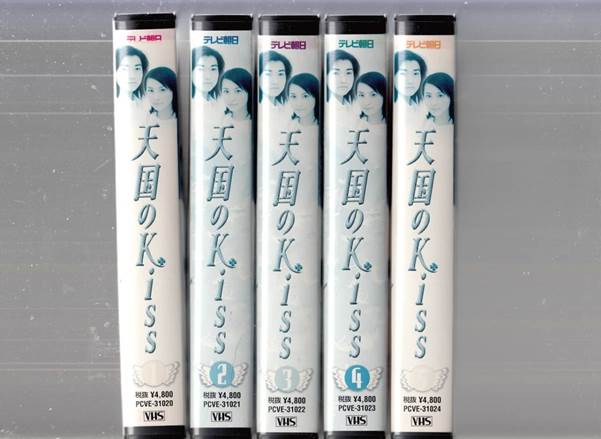 テレビ朝日
天国のKiss
1
税抜 ¥4,800
PCVE-31020
VHS
テレビ朝日
天国のKiss
2
税抜 ¥4,800
PCVE-31021
VHS
テレビ朝日
天国のKiss
3
税抜 ¥4,800
PCVE-31022
VHS
テレビ朝日
天国のKiss
4
税抜 ¥4,800
PCVE-31023
VHS
テレビ朝日
天国のKiss
税抜 ¥4,800
PCVE-31024
VHS